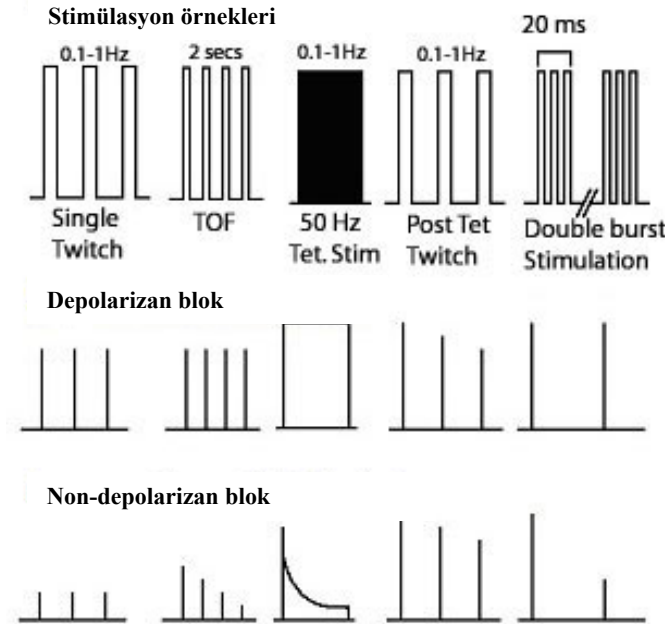 Stimülasyon örnekleri
20 ms
0.1-1Hz
2 secs
0.1-1Hz
0.1-1Hz
Single
Twitch
TOF
50 Hz
Tet. Stim
Post Tet
Twitch
Double burst
Stimulation
Depolarizan blok
Non-depolarizan blok